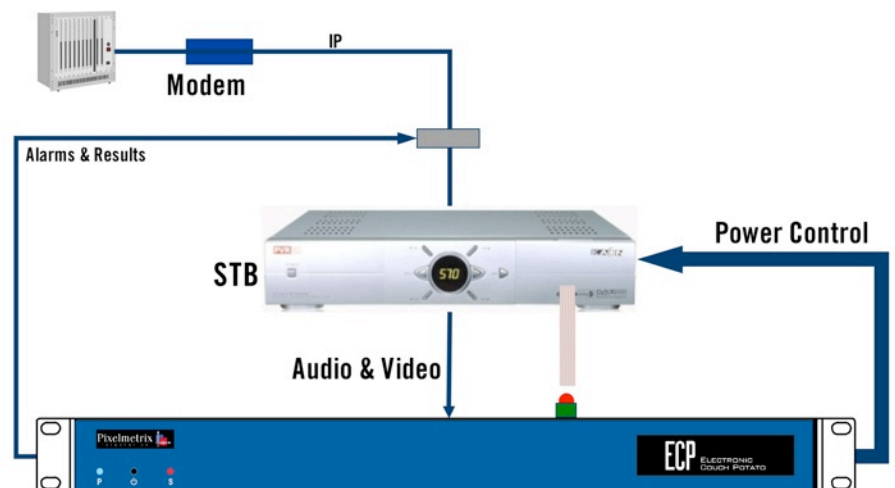 IP
Modem
Alarms & Results
Power Control
STB
570
Audio & Video
Pixelmetrix
ECP ELECTRONIC
COUCH POTATO
P
S